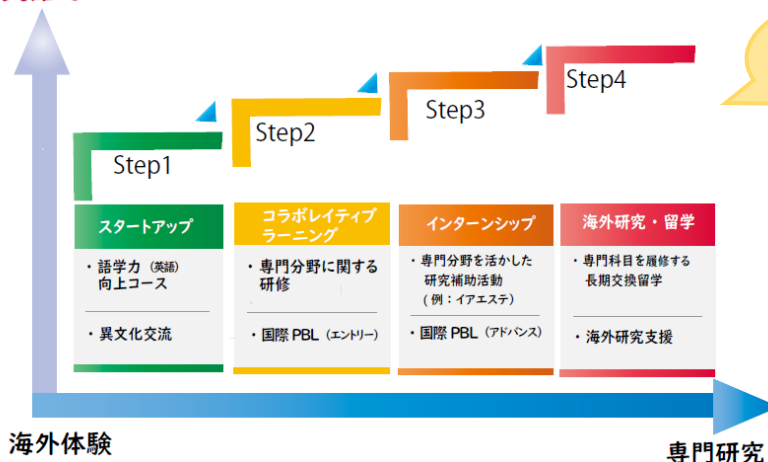 Step1
Step2
Step3
Step4
スタートアップ
・語学力（英語）
向上コース
・異文化交流
コラボレイティブ
ラーニング
・専門分野に関する
研修
・国際PBL（エントリー）
インターンシップ
・専門分野を活かした
研究補助活動
(例：イアエステ)
・国際PBL（アドバンス）
海外研究・留学
・専門科目を履修する
長期交換留学
・海外研究支援
海外体験
専門研究